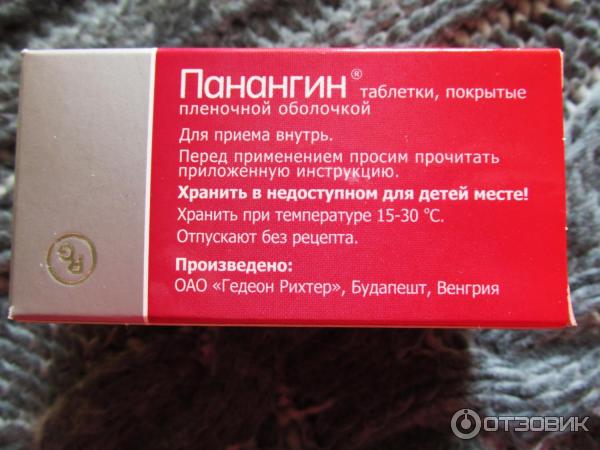 Панангин® таблетки, покрытые
пленочной оболочкой
Для приема внутрь.
Перед применением просим прочитать
приложенную инструкцию.
Хранить в недоступном для детей месте!
Хранить при температуре 15-30 °С.
Отпускают без рецепта.
Произведено:
ОАО «Гедеон Рихтер», Будапешт, Венгрия
RG
ОТЗОВИК